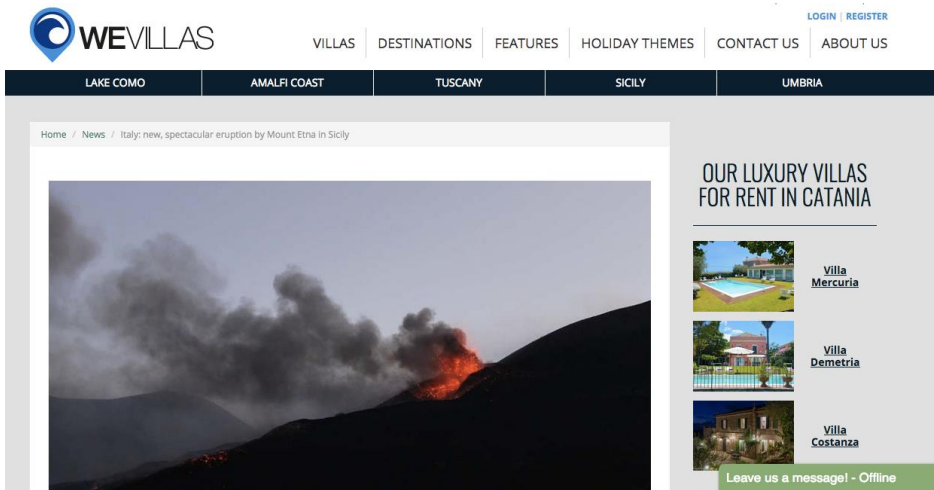 LOGIN | REGISTER
WEVILLAS
VILLAS
DESTINATIONS
FEATURES
HOLIDAY THEMES
CONTACT US
ABOUT US
LAKE COMO
AMALFI COAST
TUSCANY
SICILY
UMBRIA
Home / News / Italy: new, spectacular eruption by Mount Etna in Sicily
OUR LUXURY VILLAS
FOR RENT IN CATANIA
Villa
Mercuria
Villa
Demetria
Villa
Costanza
Leave us a message! - Offline